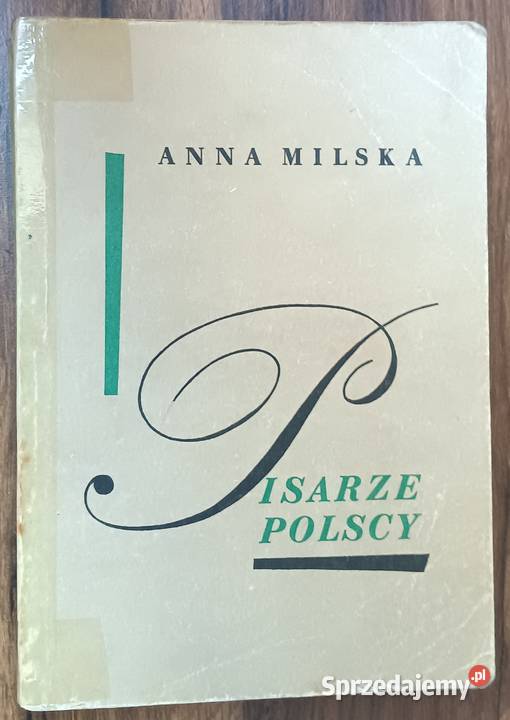 ANNA MILSKA
PISARZE
POLSCY
Sprzedajemy.pl